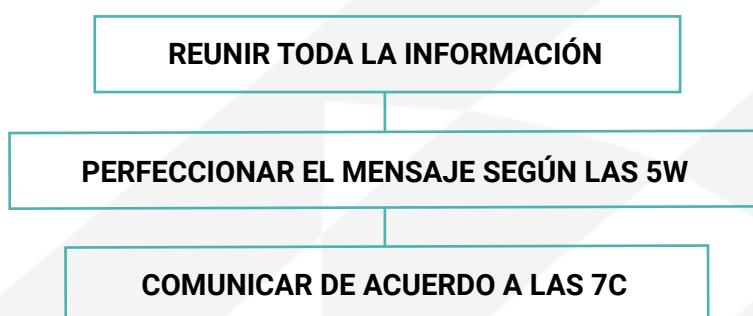 REUNIR TODA LA INFORMACIÓN
PERFECCIONAR EL MENSAJE SEGÚN LAS 5W
COMUNICAR DE ACUERDO A LAS 7C